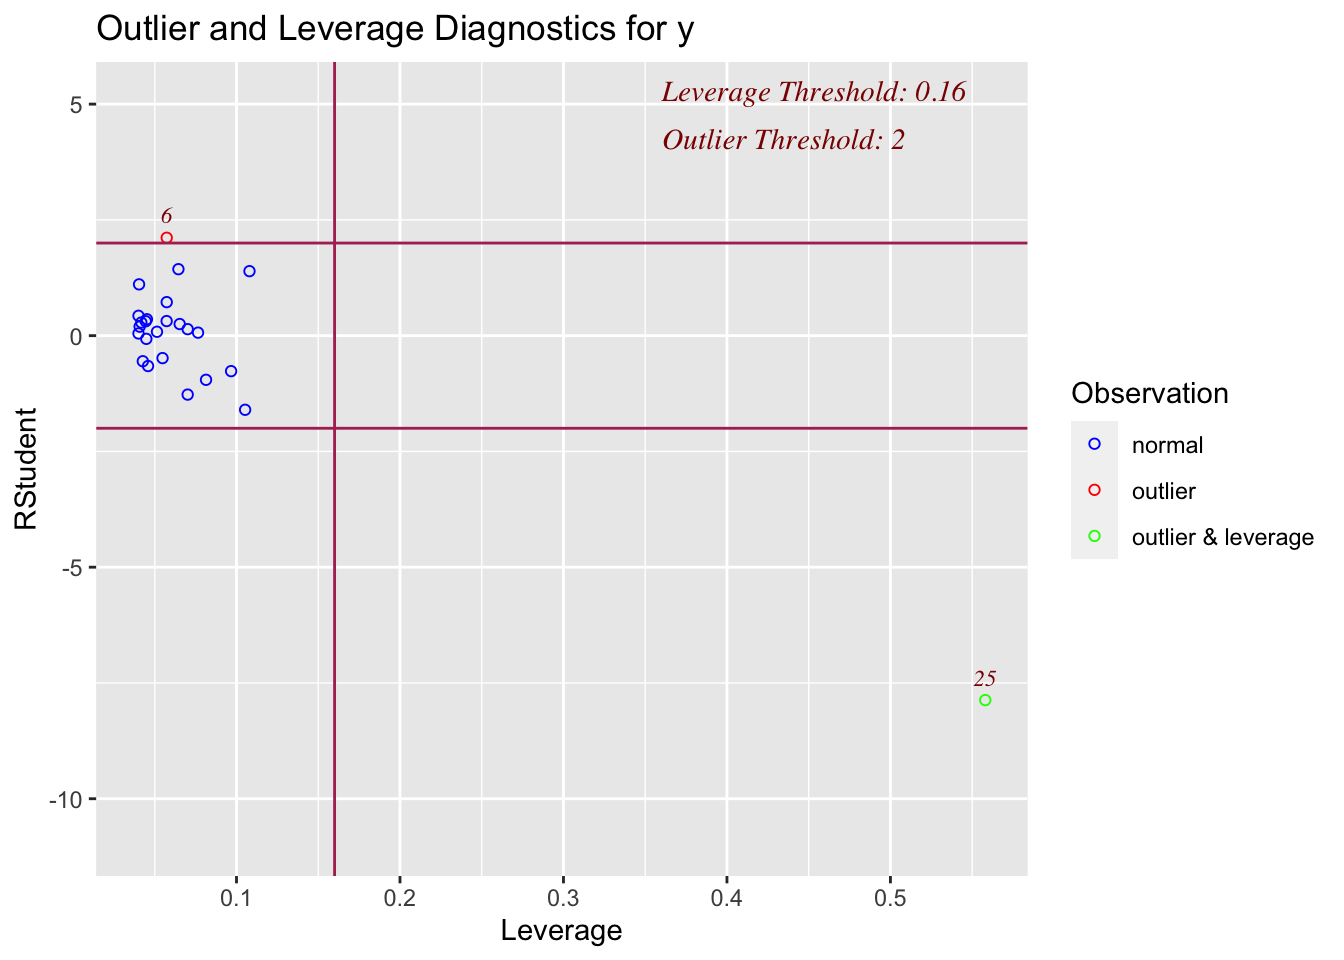 Outlier and Leverage Diagnostics for y
Leverage Threshold: 0.16
Outlier Threshold: 2
5
0
-5
-10
RStudent
6
25
0.1
0.2
0.3
0.4
0.5
Leverage
Observation
normal
outlier
outlier & leverage